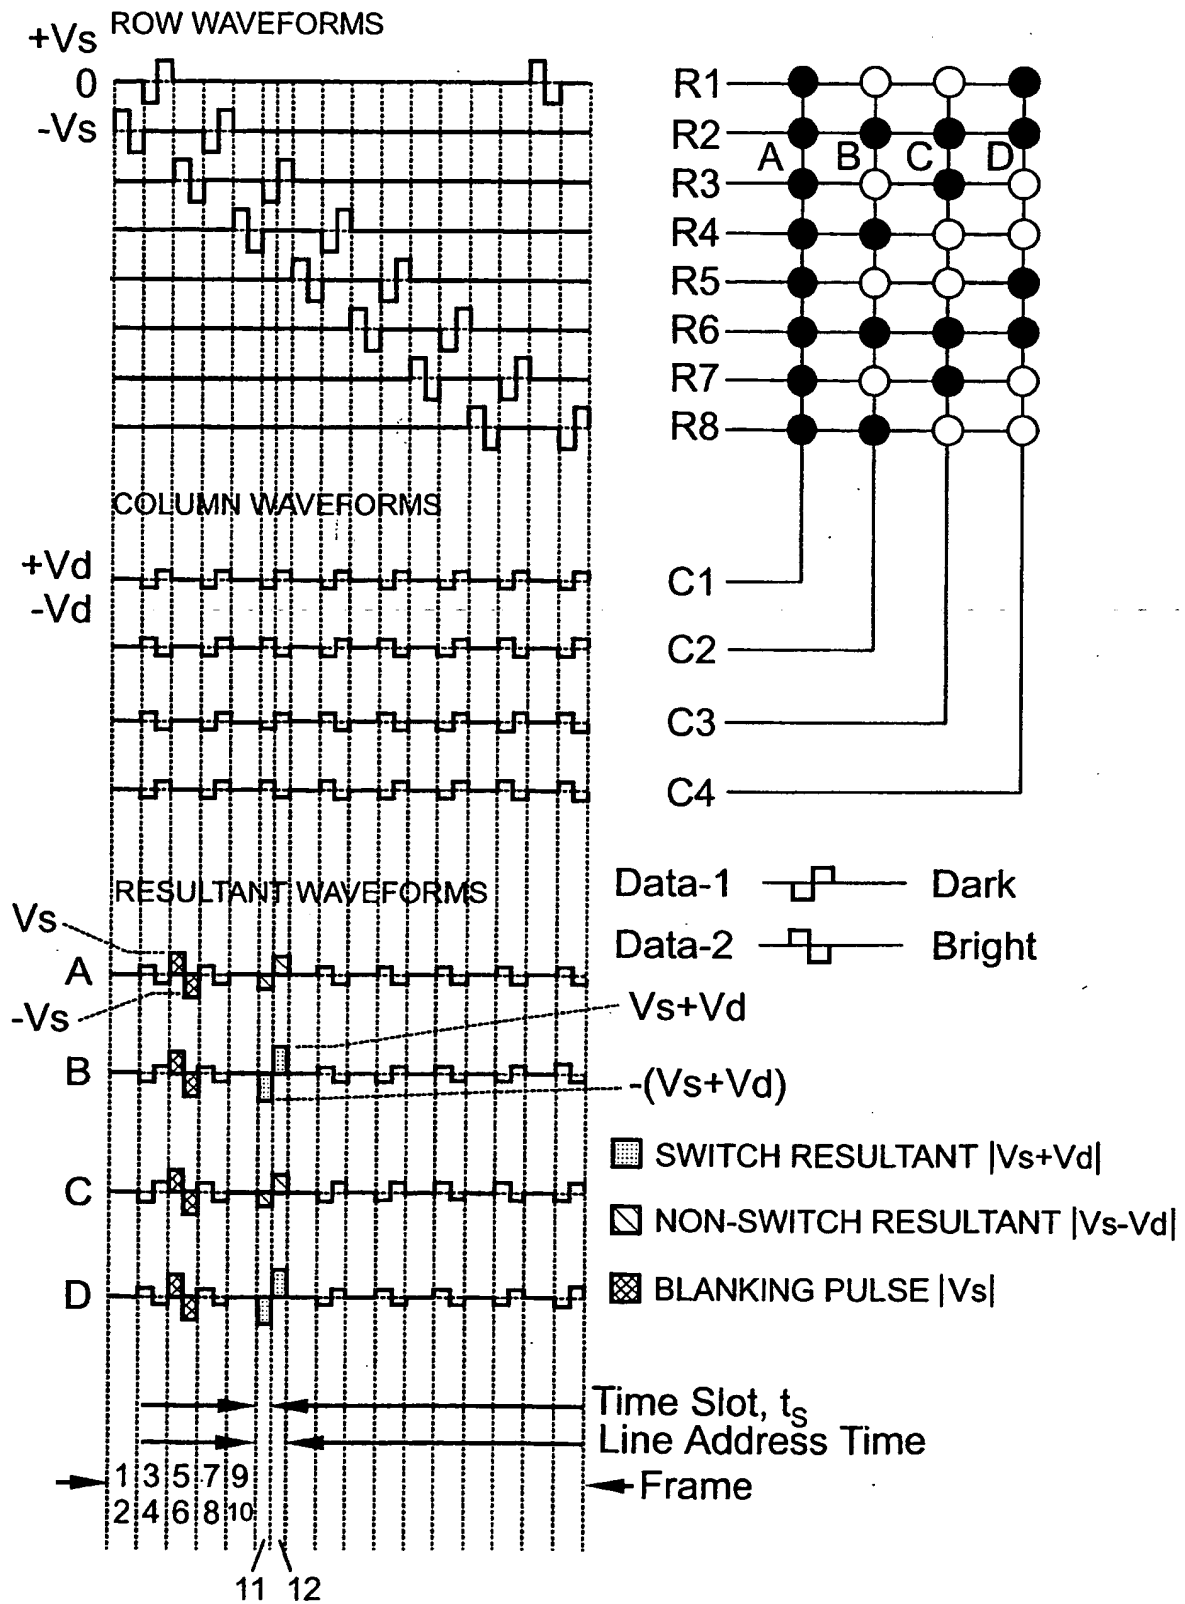 ROW WAVEFORMS
+Vs
0
-Vs
R1
R2
A B C D
R3
R4
R5
R6
R7
R8
COLUMN WAVEFORMS
+Vd
-Vd
C1
C2
C3
C4
RESULTANT WAVEFORMS
Data-1 Dark
Data-2 Bright
Vs
A
-Vs
Vs+Vd
B
-(Vs+Vd)
SWITCH RESULTANT |Vs+Vd|
C
NON-SWITCH RESULTANT |Vs-Vd|
D
BLANKING PULSE |Vs|
Time Slot, tS
Line Address Time
1 3 5 7 9
Frame
2 4 6 8 10
11 12